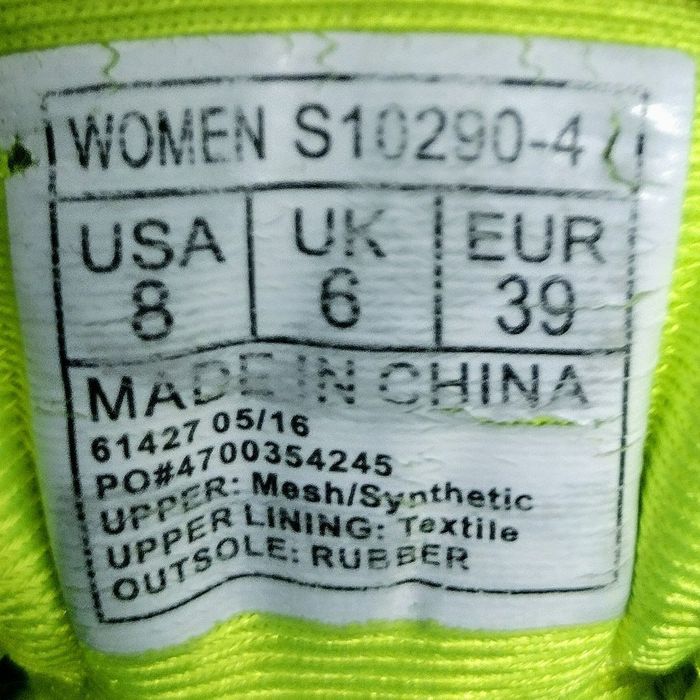 WOMEN S10290-4
USA UK EUR
8 6 39
MADE IN CHINA
61427 05/16
PO#4700354245
UPPER: Mesh/Synthetic
UPPER LINING: Textile
OUTSOLE: RUBBER